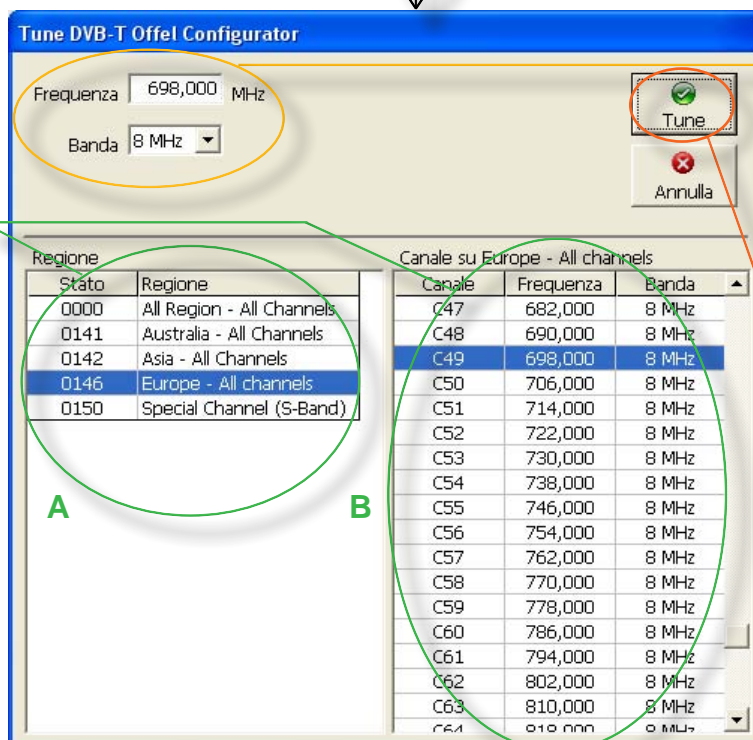 Tune DVB-T Offel Configurator
Frequenza 698,000 MHz
Tune
Banda 8 MHz
Annulla
Regione
Stato Regione
0000 All Region - All Channels
0141 Australia - All Channels
0142 Asia - All Channels
0146 Europe - All channels
0150 Special Channel (S-Band)
A
Canale su Europe - All channels
Canale Frequenza Banda
C47 682,000 8 MHz
C48 690,000 8 MHz
C49 698,000 8 MHz
C50 706,000 8 MHz
C51 714,000 8 MHz
C52 722,000 8 MHz
C53 730,000 8 MHz
C54 738,000 8 MHz
C55 746,000 8 MHz
C56 754,000 8 MHz
C57 762,000 8 MHz
C58 770,000 8 MHz
C59 778,000 8 MHz
C60 786,000 8 MHz
C61 794,000 8 MHz
C62 802,000 8 MHz
C63 810,000 8 MHz
C64 818,000 8 MHz
B